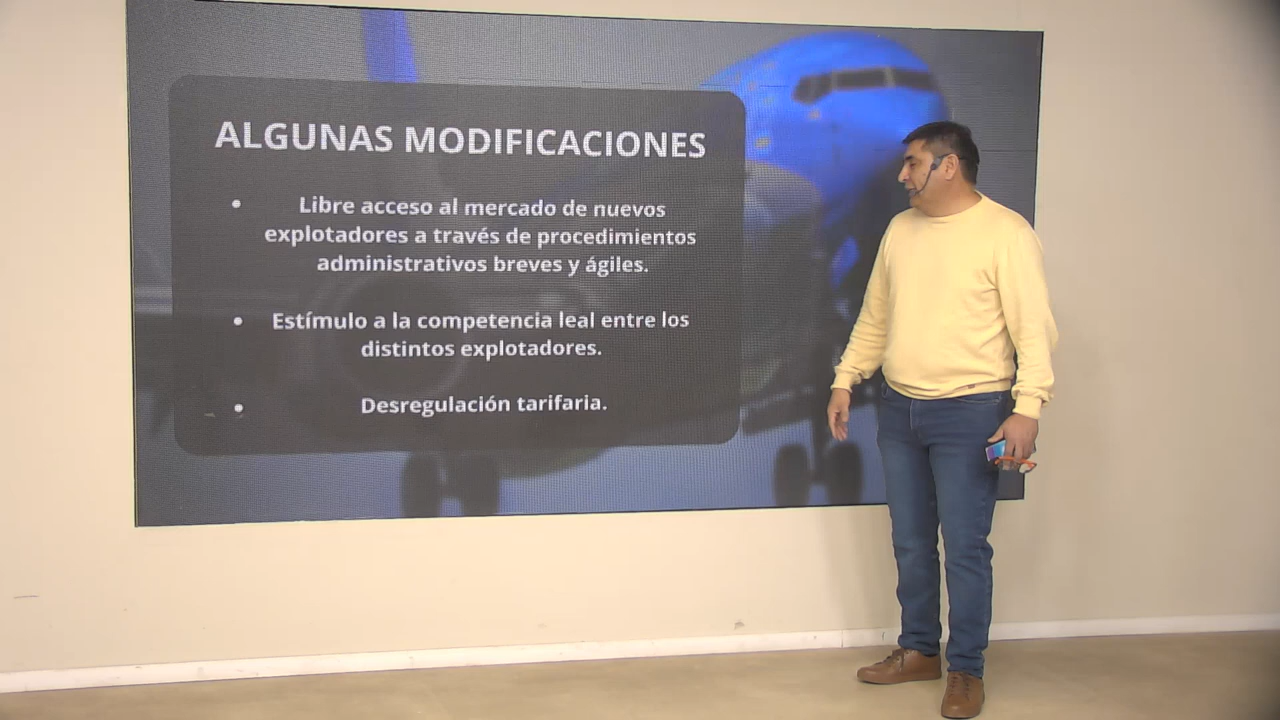 ALGUNAS MODIFICACIONES
• Libre acceso al mercado de nuevos
explotadores a través de procedimientos
administrativos breves y ágiles.
• Estímulo a la competencia leal entre los
distintos explotadores.
• Desregulación tarifaria.